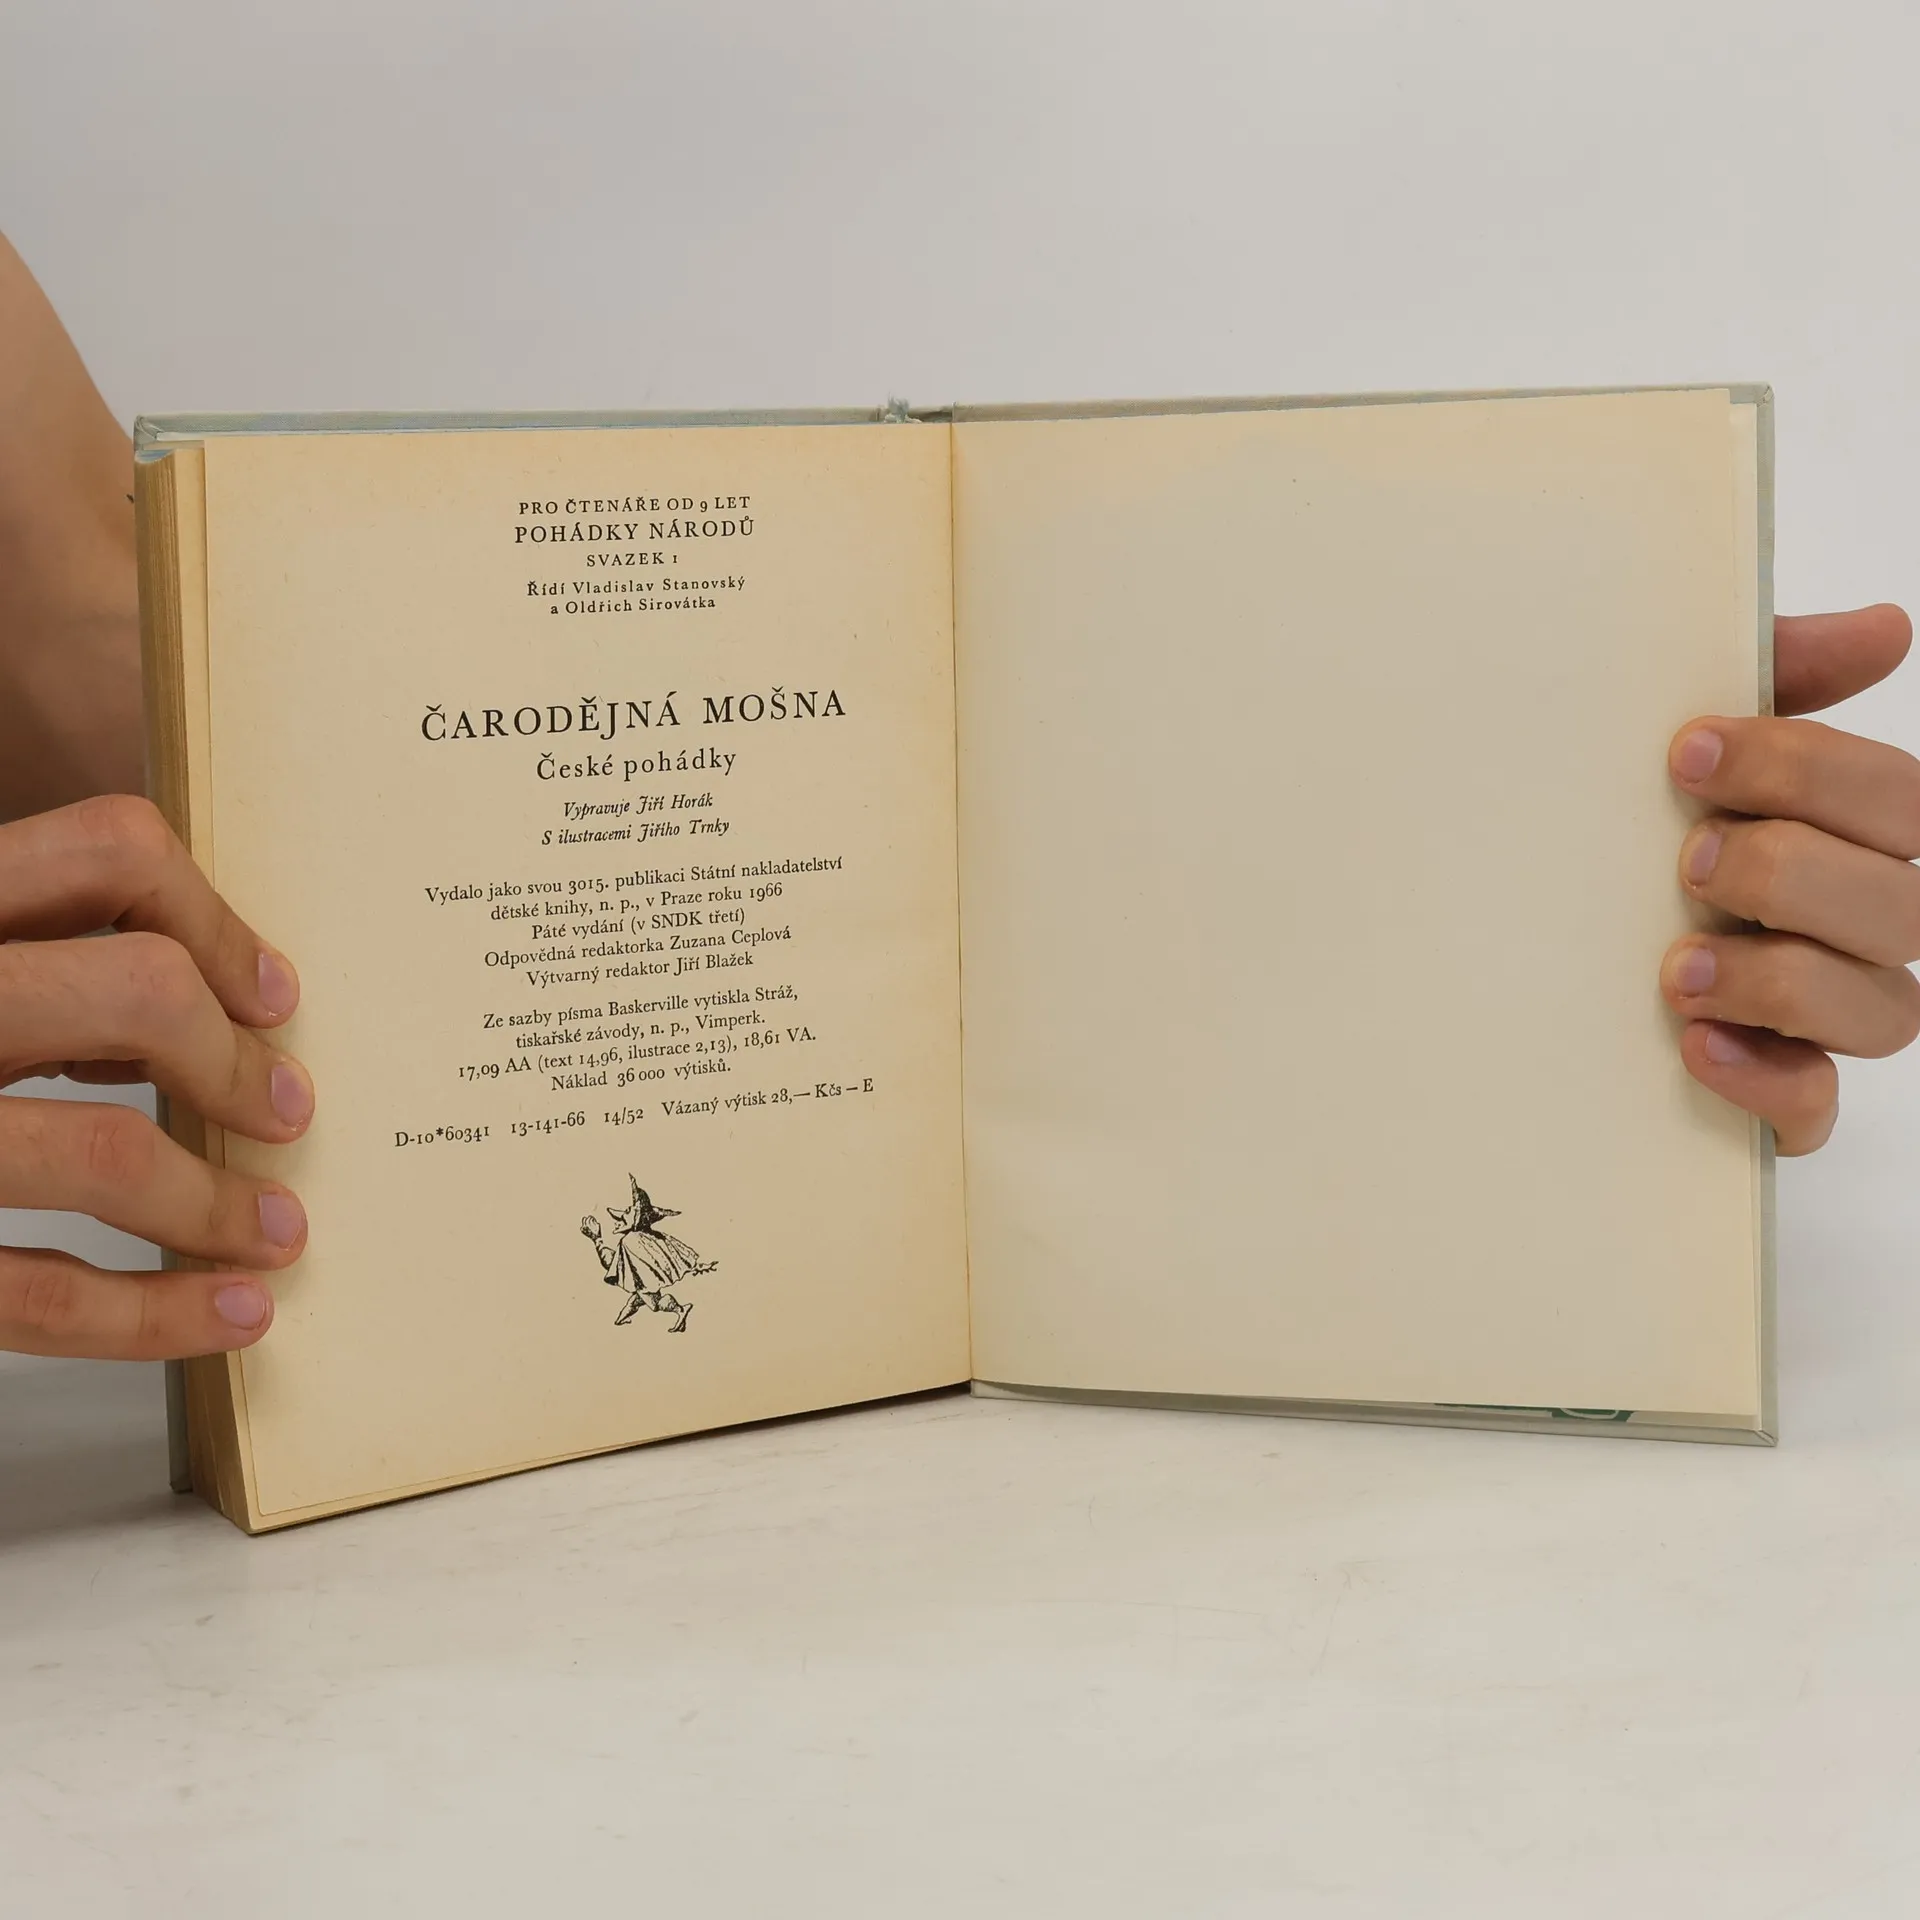 PRO ČTENÁŘE OD 9 LET
POHÁDKY NÁRODŮ
SVAZEK 1
Řídí Vladislav Stanovský
a Oldřich Sirovátka
ČARODĚJNÁ MOŠNA
České pohádky
Vypravuje Jiří Horák
S ilustracemi Jiřího Trnky
Vydalo jako svou 3015. publikaci Státní nakladatelství
dětské knihy, n. p., v Praze roku 1966
Páté vydání (v SNDK třetí)
Odpovědná redaktorka Zuzana Ceplová
Výtvarný redaktor Jiří Blažek
Ze sazby písma Baskerville vytiskla Stráž,
tiskařské závody, n. p., Vimperk.
17,09 AA (text 14,96, ilustrace 2,13), 18,61 VA.
Náklad 36 000 výtisků.
D-10*60341 13-141-66 14/52 Vázaný výtisk 28,— Kčs – E